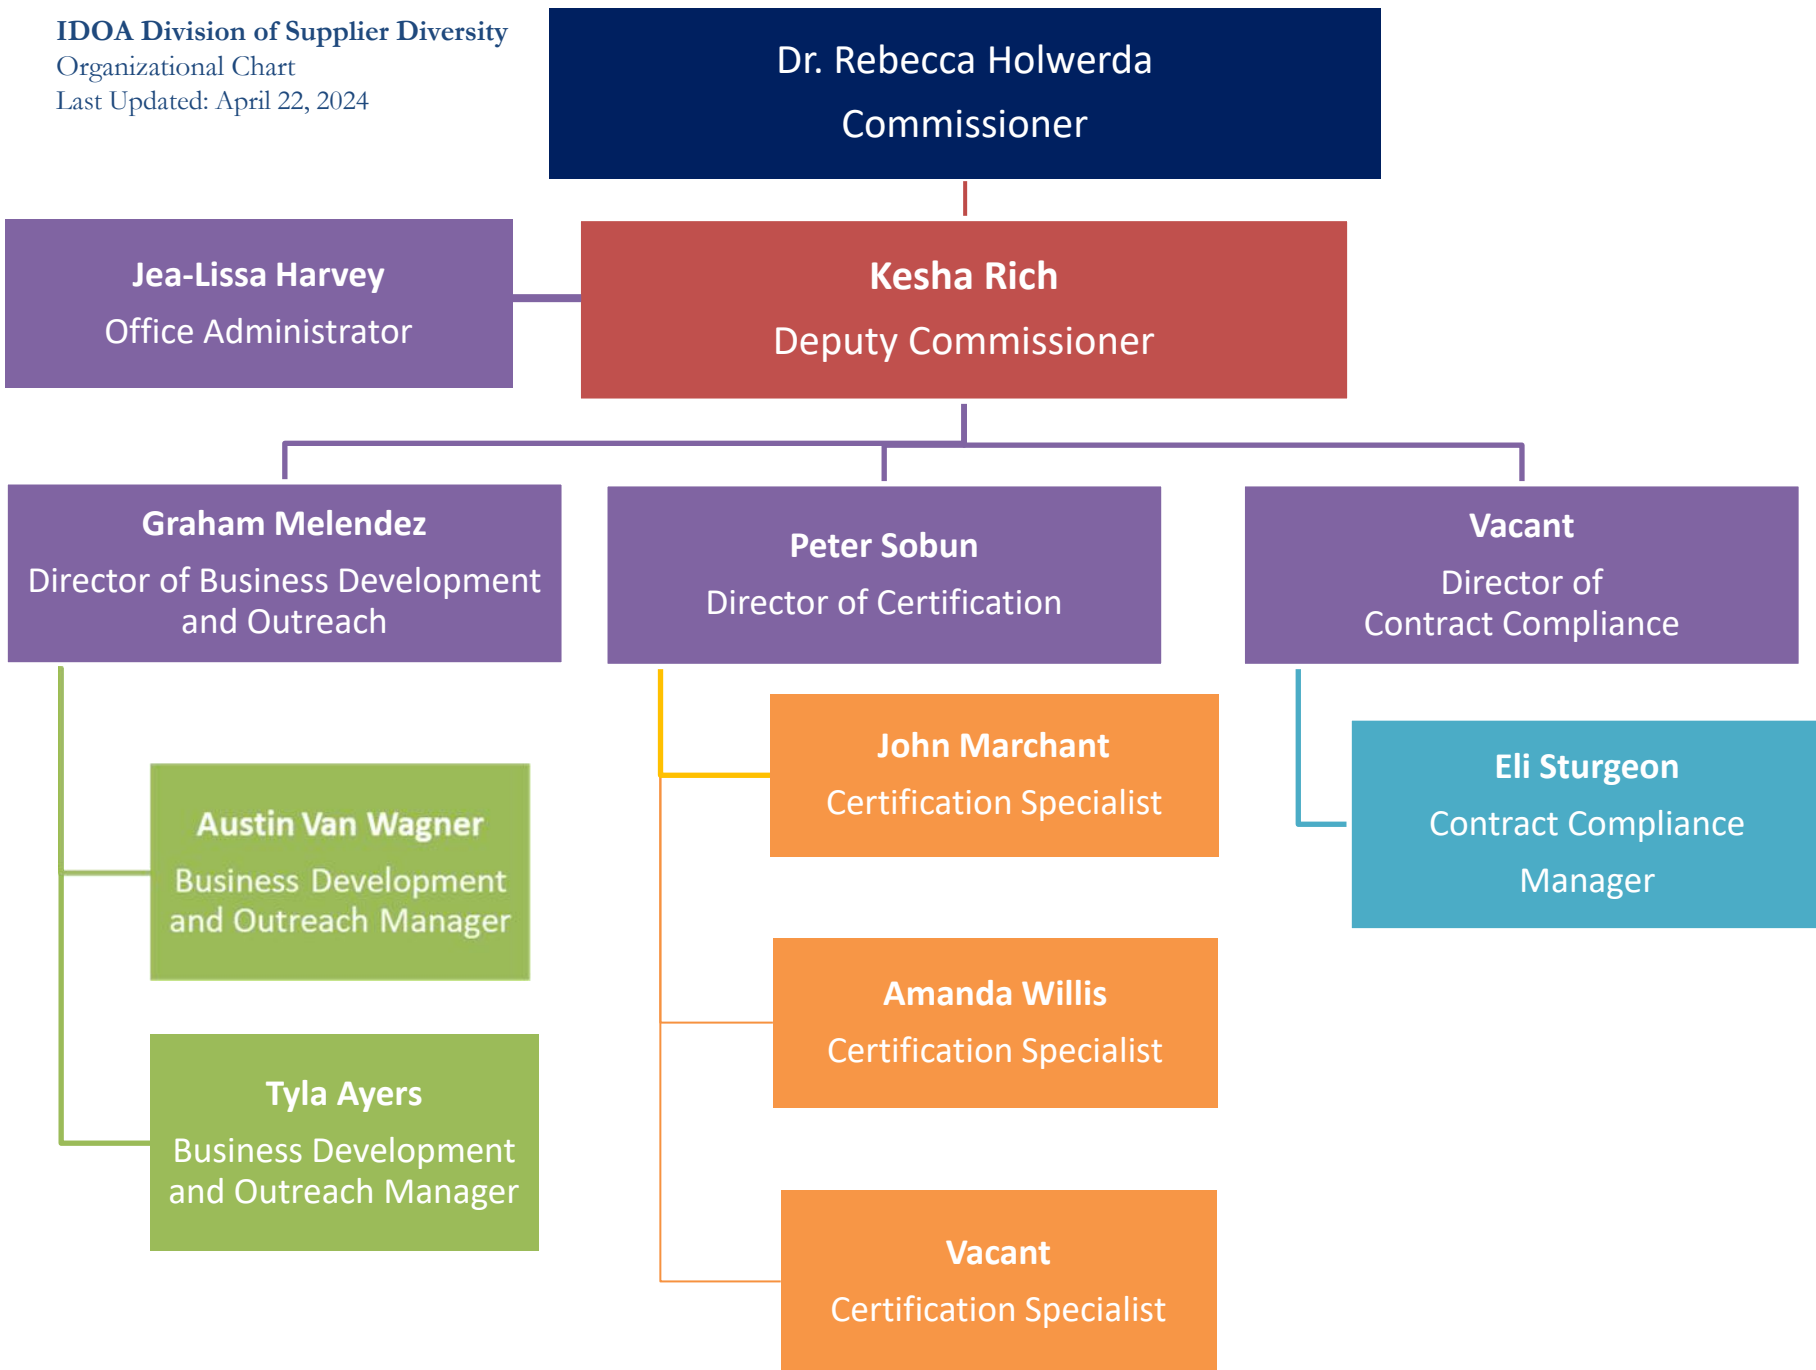 IDOA Division of Supplier Diversity
Organizational Chart
Last Updated: April 22, 2024
Dr. Rebecca Holwerda
Commissioner
Jea-Lissa Harvey
Office Administrator
Kesha Rich
Deputy Commissioner
Graham Melendez
Director of Business Development
and Outreach
Peter Sobun
Director of Certification
Vacant
Director of
Contract Compliance
Austin Van Wagner
Business Development
and Outreach Manager
Tyla Ayers
Business Development
and Outreach Manager
John Marchant
Certification Specialist
Amanda Willis
Certification Specialist
Vacant
Certification Specialist
Eli Sturgeon
Contract Compliance
Manager